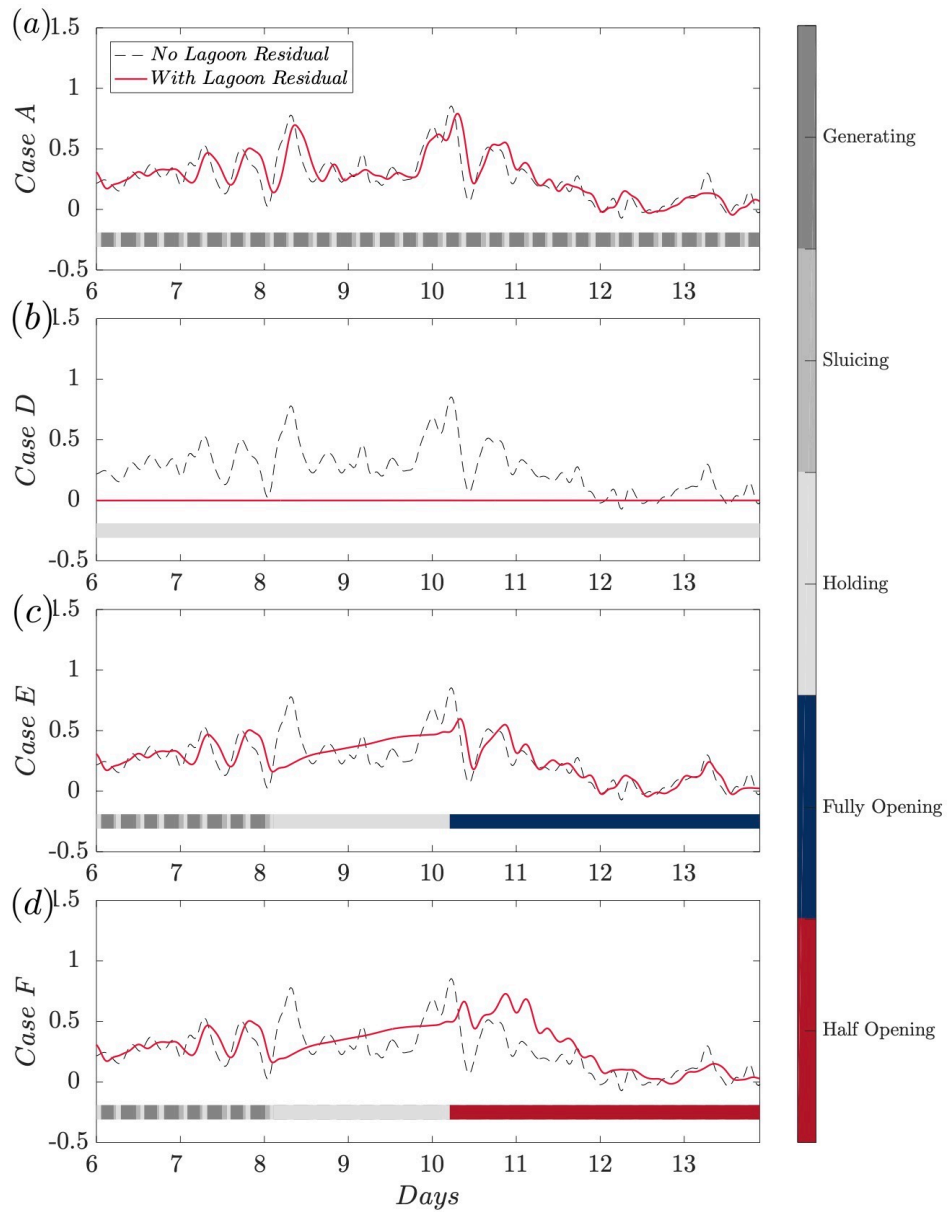 (a)
1.5
1
0.5
0
-0.5
Case A
No Lagoon Residual
With Lagoon Residual
6 7 8 9 10 11 12 13
(b)
1.5
1
0.5
0
-0.5
Case D
6 7 8 9 10 11 12 13
(c)
1.5
1
0.5
0
-0.5
Case E
6 7 8 9 10 11 12 13
(d)
1.5
1
0.5
0
-0.5
Case F
6 7 8 9 10 11 12 13
Days
Generating
Sluicing
Holding
Fully Opening
Half Opening